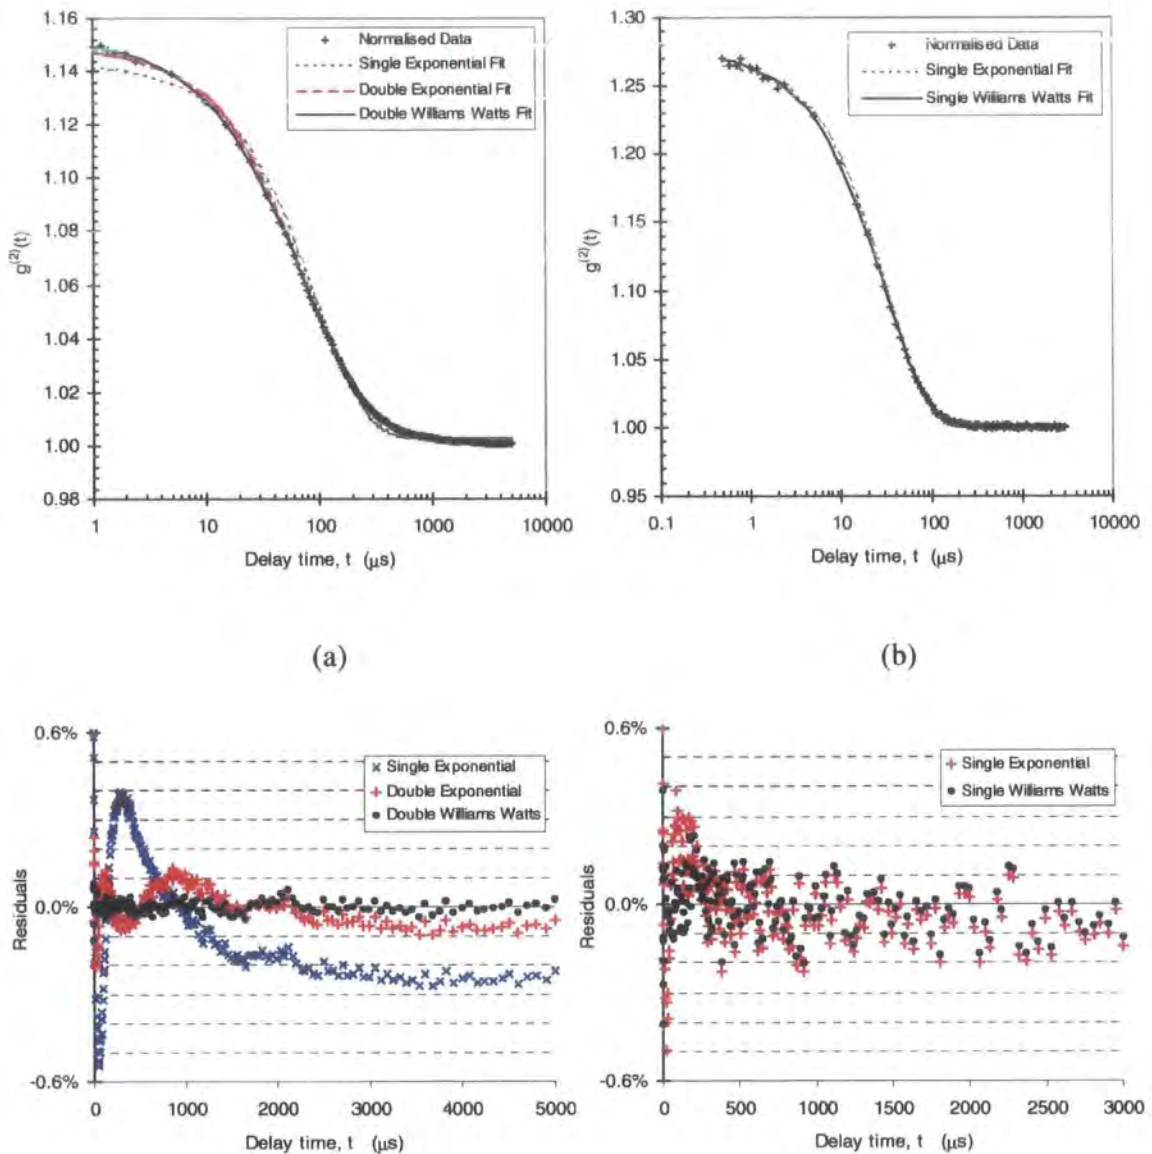 1.16
1.14
1.12
1.10
1.08
1.06
1.04
1.02
1.00
0.98
g(2)(t)
Normalised Data
Single Exponential Fit
Double Exponential Fit
Double Williams Watts Fit
1 10 100 1000 10000
Delay time, t (µs)
1.30
1.25
1.20
1.15
1.10
1.05
1.00
0.95
g(2)(t)
Normalised Data
Single Exponential Fit
Single Williams Watts Fit
0.1 1 10 100 1000 10000
Delay time, t (µs)
(a)
(b)
0.6%
0.0%
-0.6%
Residuals
Single Exponential
Double Exponential
Double Williams Watts
0 1000 2000 3000 4000 5000
Delay time, t (µs)
0.6%
0.0%
-0.6%
Residuals
Single Exponential
Single Williams Watts
0 500 1000 1500 2000 2500 3000
Delay time, t (µs)